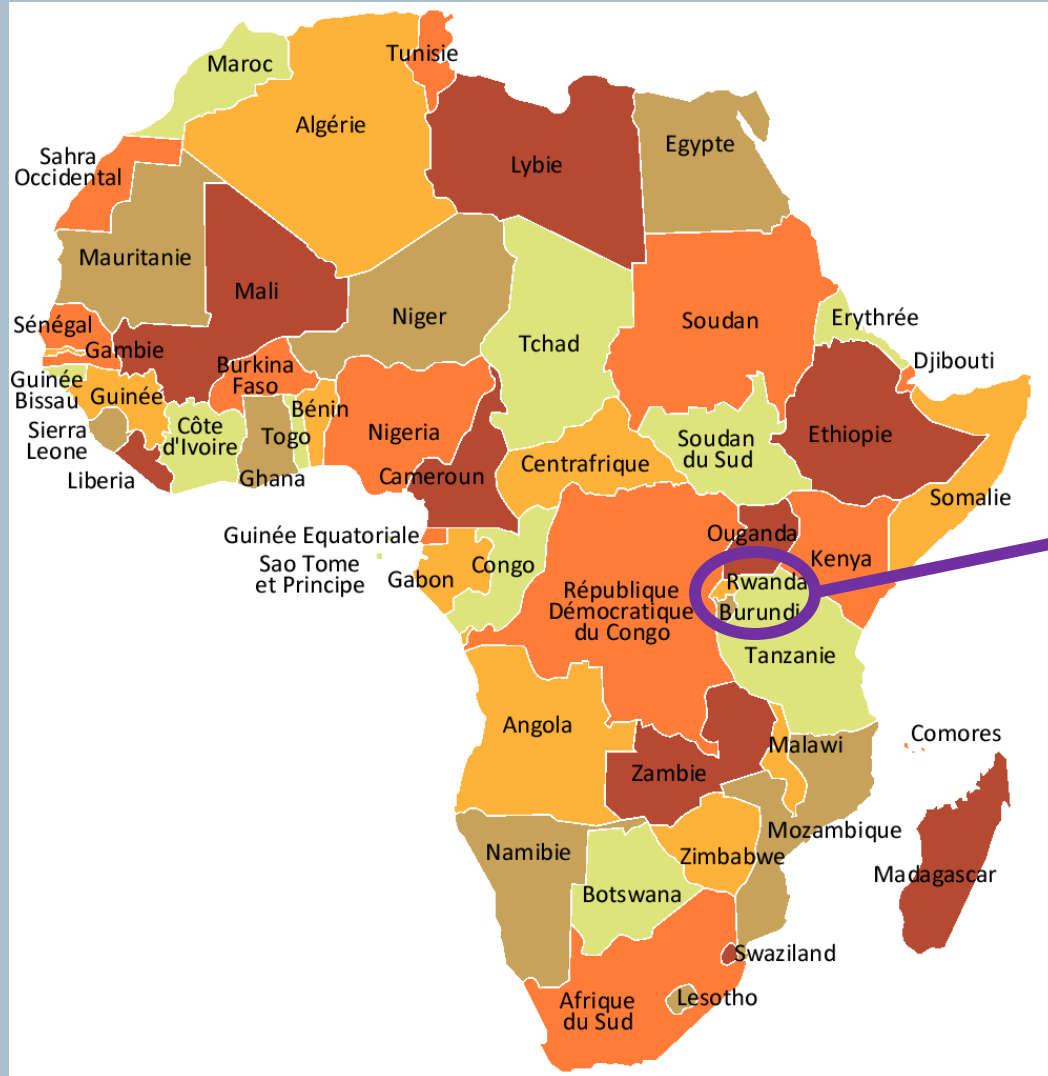 Tunisie
Maroc
Algérie
Egypte
Lybie
Sahra
Occidental
Mauritanie
Mali
Niger
Soudan
Erythrée
Tchad
Sénégal
Gambie
Djibouti
Burkina
Faso
Guinée
Bissau
Guinée
Bénin
Côte
d'Ivoire
Togo
Nigeria
Soudan
du Sud
Ethiopie
Sierra
Leone
Centrafrique
Liberia
Ghana
Cameroun
Somalie
Guinée Equatoriale
Ouganda
Kenya
Sao Tome
et Principe
Gabon
Congo
Rwanda
République
Démocratique
du Congo
Burundi
Tanzanie
Angola
Malawi
Comores
Zambie
Mozambique
Namibie
Zimbabwe
Madagascar
Botswana
Swaziland
Lesotho
Afrique
du Sud